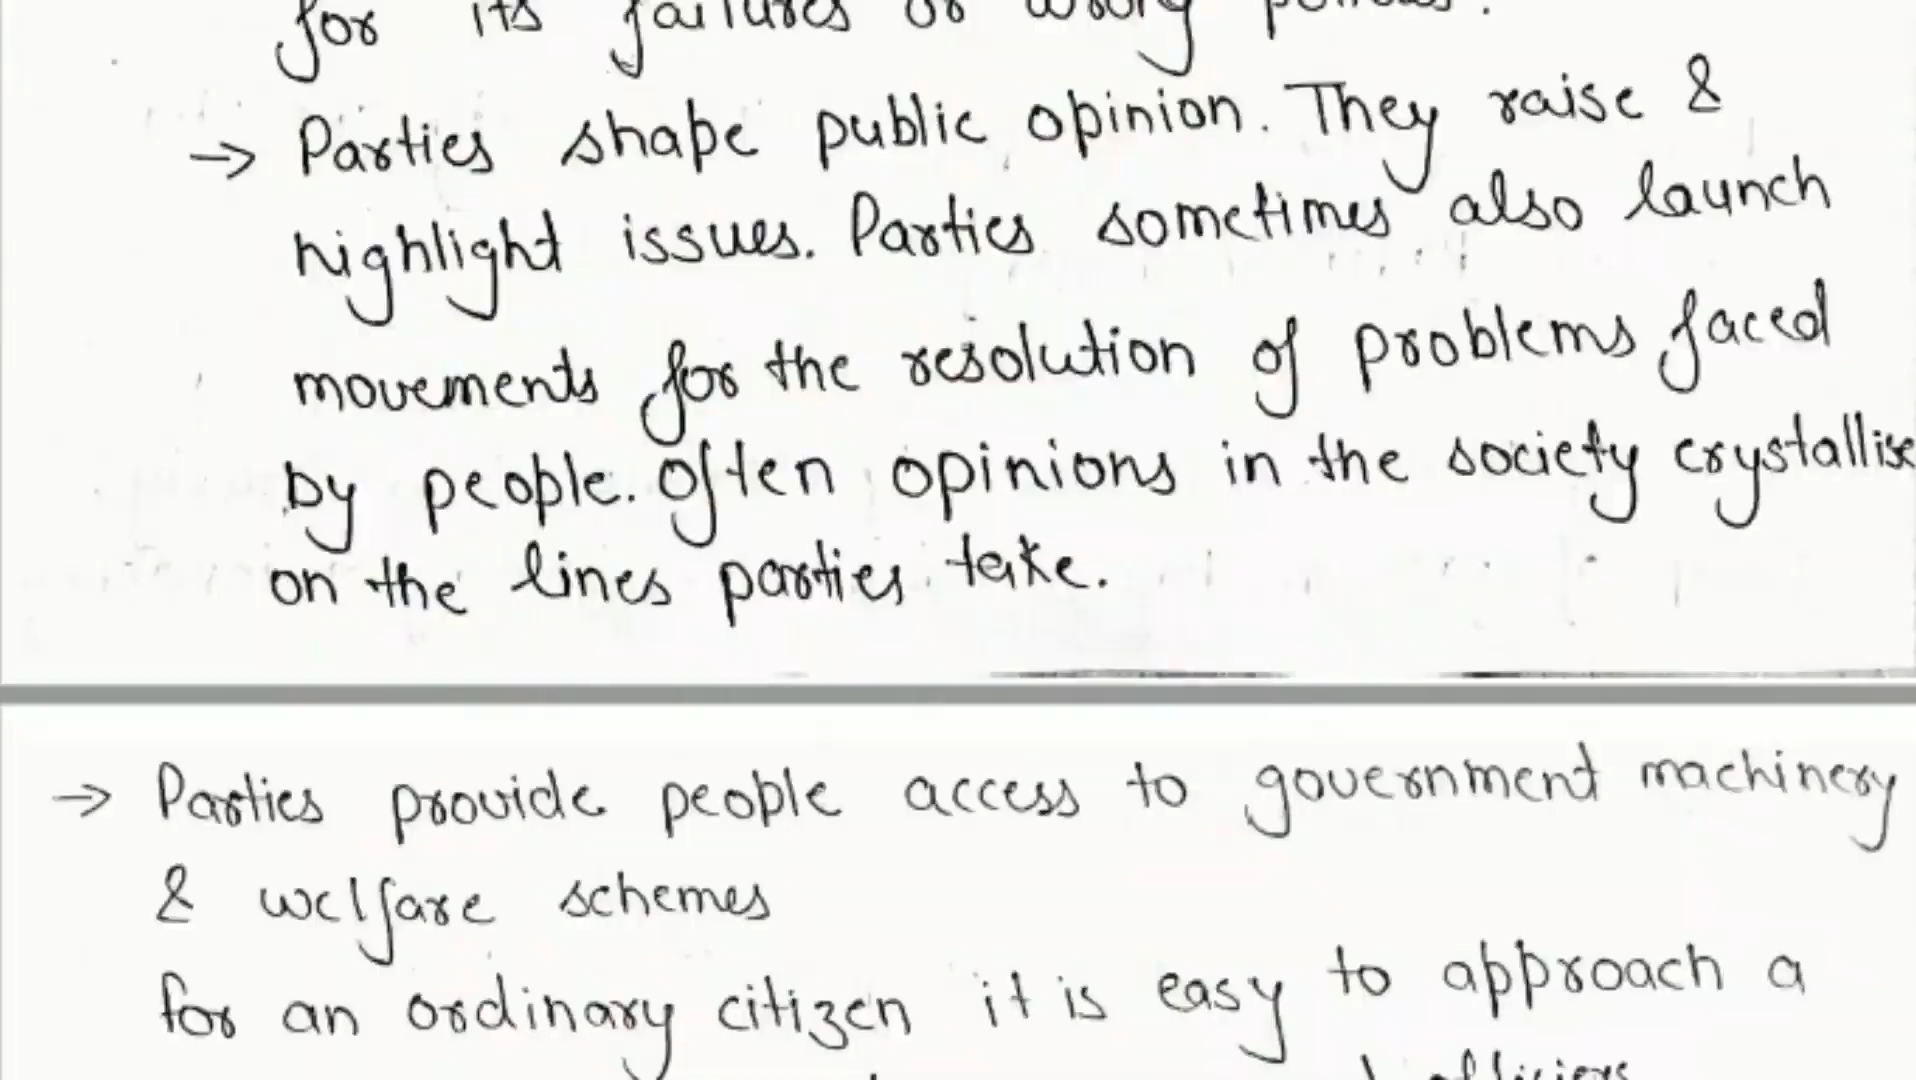 for its failures or wrong policies.
→ Parties shape public opinion. They raise &
highlight issues. Parties sometimes also launch
movements for the resolution of problems faced
by people. Often opinions in the society crystallise
on the lines parties take.
→ Parties provide people access to government machinery
& welfare schemes
for an ordinary citizen it is easy to approach a